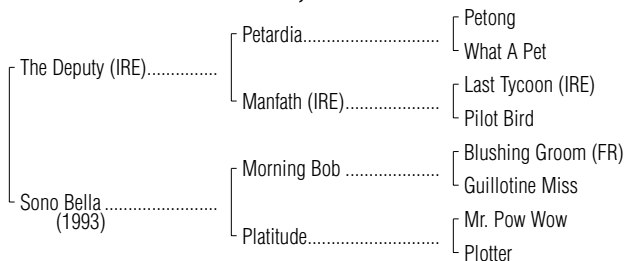 Petong
Petardia
What A Pet
The Deputy (IRE)
Last Tycoon (IRE)
Manfath (IRE)
Pilot Bird
Blushing Groom (FR)
Morning Bob
Guillotine Miss
Sono Bella
(1993)
Mr. Pow Wow
Platitude
Plotter